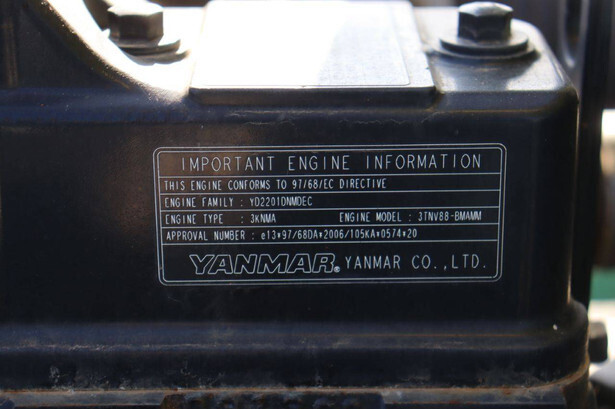 IMPORTANT ENGINE INFORMATION
THIS ENGINE CONFORMS TO 97/68/EC DIRECTIVE
ENGINE FAMILY : YD2201DNMDEC
ENGINE TYPE : 3KNMA ENGINE MODEL : 3TNV88-BMAMM
APPROVAL NUMBER : e13*97/68DA*2006/105KA*0574*20
YANMAR® YANMAR CO.,LTD.